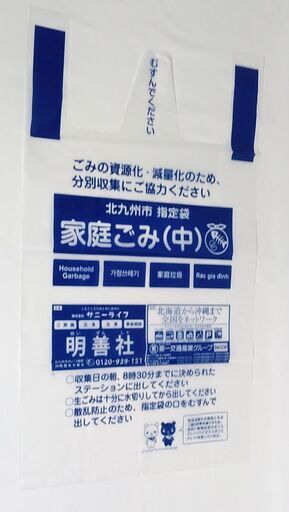 むすんでください
ごみの資源化・減量化のため、
分別収集にご協力ください
北九州市 指定袋
家庭ごみ(中)
Household Garbage
가정쓰레기
家庭垃圾
Rác gia đình
株式会社 サニーライフ
明善社
0120-939-151
北海道から沖縄まで
全国をネットワーク
第一交通産業グループ
○収集日の朝、8時30分までに決められた
ステーションに出してください
○生ごみは十分に水切りしてから出してください
○散乱防止のため、指定袋の口をむすんで
出してください